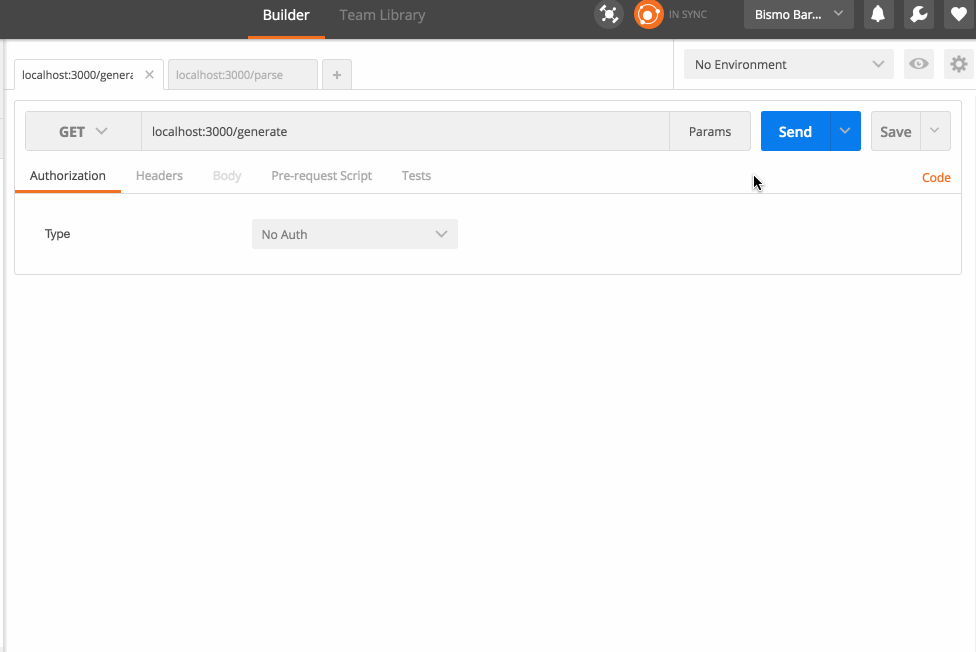 Builder Team Library IN SYNC Bismo Bar...
localhost:3000/genera localhost:3000/parse + No Environment
GET localhost:3000/generate Params Send Save
Authorization Headers Body Pre-request Script Tests Code
Type No Auth